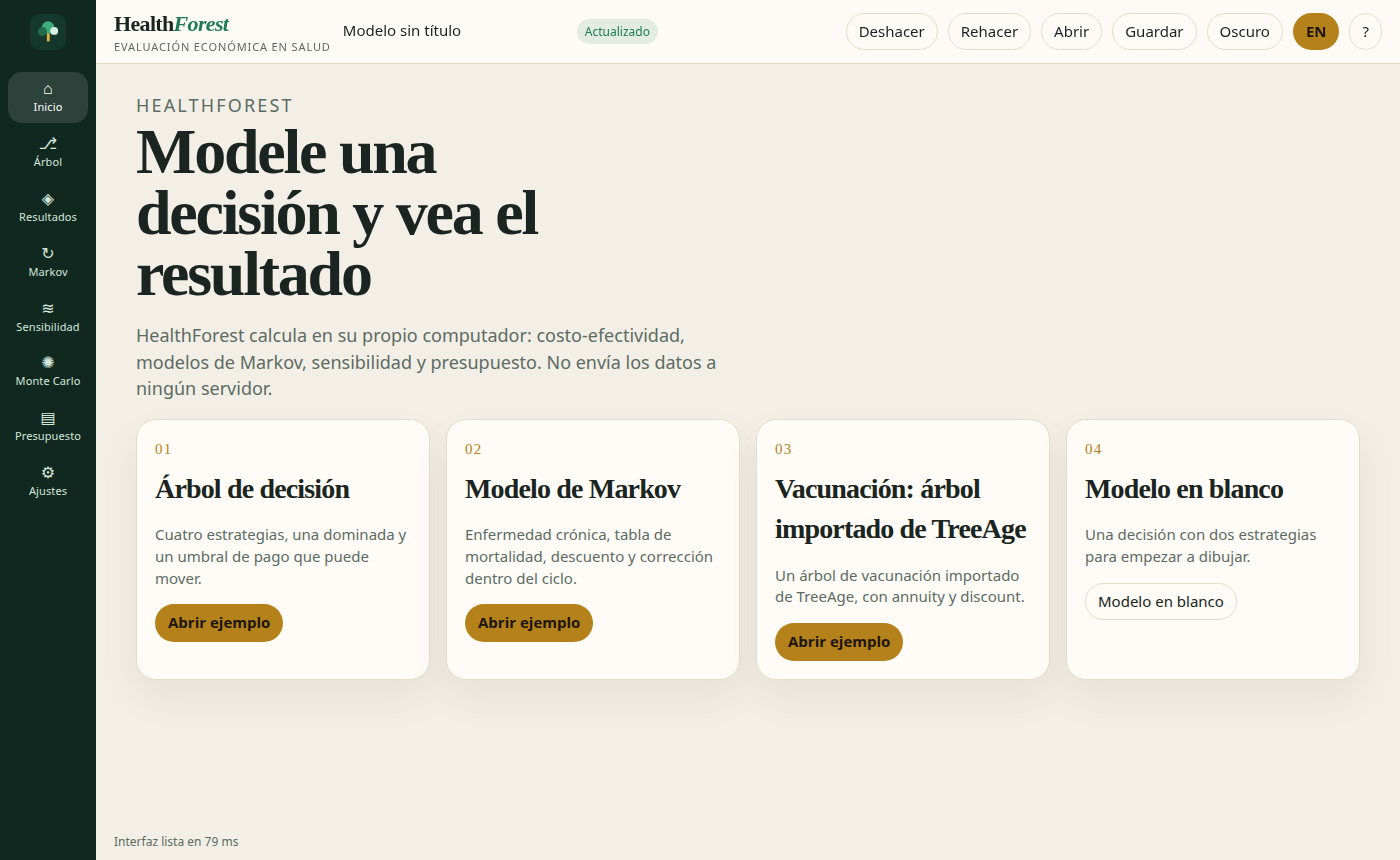 HealthForest
EVALUACIÓN ECONÓMICA EN SALUD
Modelo sin título
Actualizado
Deshacer
Rehacer
Abrir
Guardar
Oscuro
EN
?
Inicio
Árbol
Resultados
Markov
Sensibilidad
Monte Carlo
Presupuesto
Ajustes
HEALTHFOREST
Modele una
decisión y vea el
resultado
HealthForest calcula en su propio computador: costo-efectividad,
modelos de Markov, sensibilidad y presupuesto. No envía los datos a
ningún servidor.
01
Árbol de decisión
Cuatro estrategias, una dominada y
un umbral de pago que puede
mover.
Abrir ejemplo
02
Modelo de Markov
Enfermedad crónica, tabla de
mortalidad, descuento y corrección
dentro del ciclo.
Abrir ejemplo
03
Vacunación: árbol
importado de TreeAge
Un árbol de vacunación importado
de TreeAge, con annuity y discount.
Abrir ejemplo
04
Modelo en blanco
Una decisión con dos estrategias
para empezar a dibujar.
Modelo en blanco
Interfaz lista en 79 ms